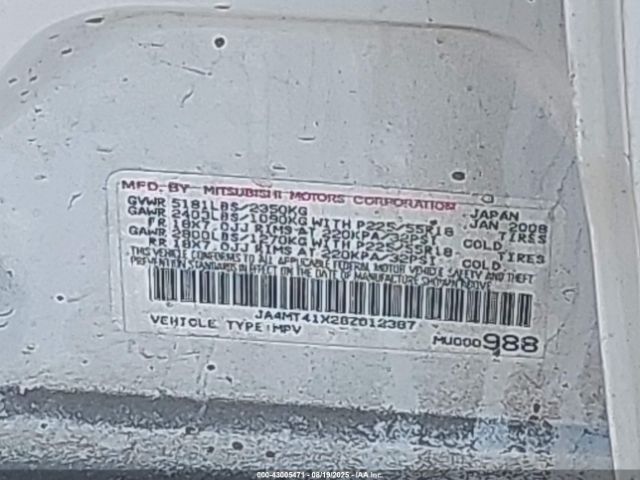 MFD. BY MITSUBISHI MOTORS CORPORATION
JAPAN
GVWR 5181LBS/2350KG
JAN 2008
GAWR 2403LBS/1090KG WITH P225/55R18 TIRES
FR 18X7.0JJ RIMS AT 220KPA/32PSI COLD.
GAWR 2800LBS/1270KG WITH P225/55R18 TIRES
RR 18X7.0JJ RIMS AT 220KPA/32PSI COLD.
THIS VEHICLE CONFORMS TO ALL APPLICABLE FEDERAL MOTOR VEHICLE SAFETY AND THEFT
PREVENTION STANDARDS IN EFFECT ON THE DATE OF MANUFACTURE SHOWN ABOVE
JA4MT41X28Z012387
VEHICLE TYPE:MPV
MU000988
000-43005471 - 08/19/2025 - IAAI.COM